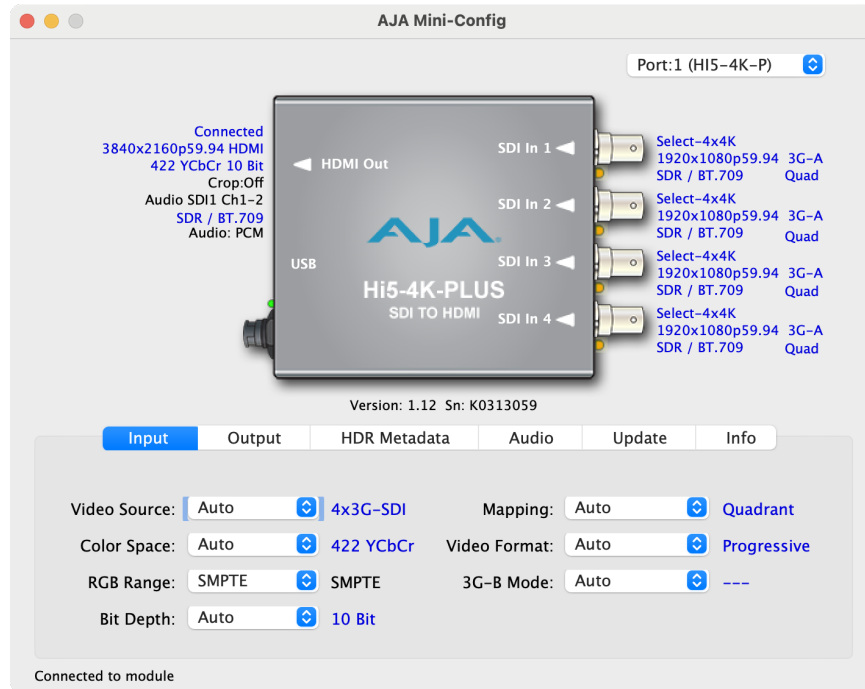 AJA Mini-Config
Port:1 (HI5-4K-P)
Connected
3840x2160p59.94 HDMI
422 YCbCr 10 Bit
Crop:Off
Audio SDI1 Ch1-2
SDR / BT.709
Audio: PCM
HDMI Out
USB
SDI In 1
SDI In 2
SDI In 3
SDI In 4
AJA
Hi5-4K-PLUS
SDI TO HDMI
Select-4x4K
1920x1080p59.94 3G-A
SDR / BT.709 Quad
Select-4x4K
1920x1080p59.94 3G-A
SDR / BT.709 Quad
Select-4x4K
1920x1080p59.94 3G-A
SDR / BT.709 Quad
Select-4x4K
1920x1080p59.94 3G-A
SDR / BT.709 Quad
Version: 1.12 Sn: K0313059
Input Output HDR Metadata Audio Update Info
Video Source: Auto 4x3G-SDI Mapping: Auto Quadrant
Color Space: Auto 422 YCbCr Video Format: Auto Progressive
RGB Range: SMPTE SMPTE 3G-B Mode: Auto ---
Bit Depth: Auto 10 Bit
Connected to module